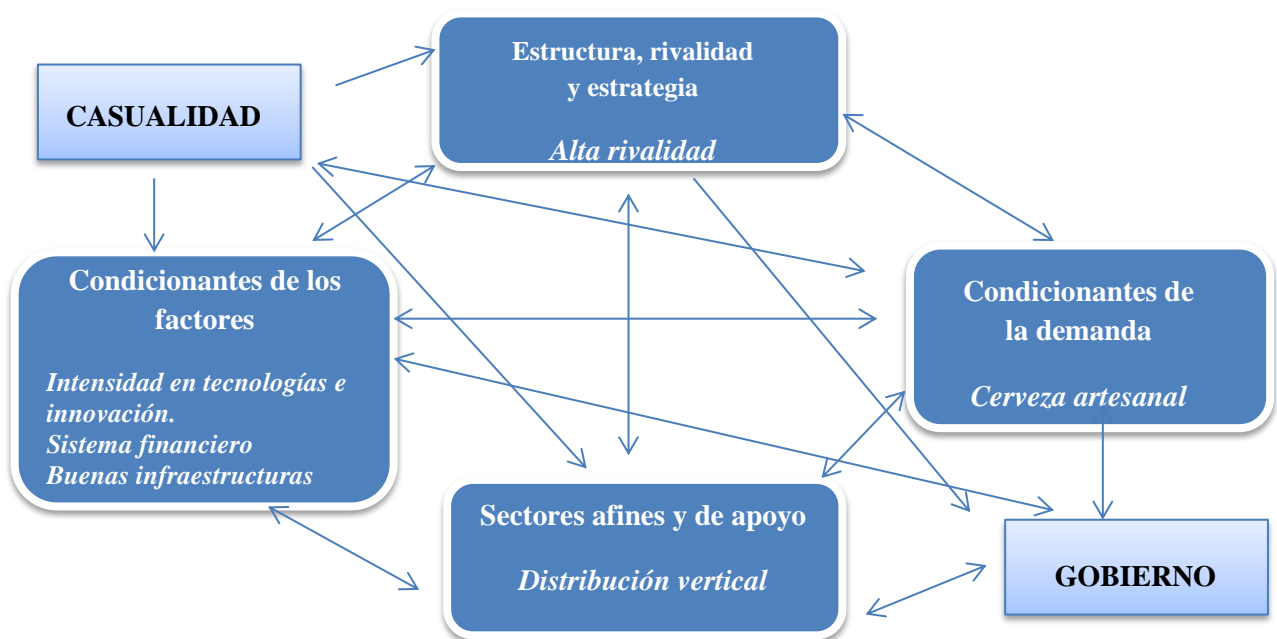 Estructura, rivalidad
y estrategia
Alta rivalidad
CASUALIDAD
Condicionantes de los
factores
Intensidad en tecnologías e
innovación.
Sistema financiero
Buenas infraestructuras
Condicionantes de
la demanda
Cerveza artesanal
Sectores afines y de apoyo
Distribución vertical
GOBIERNO